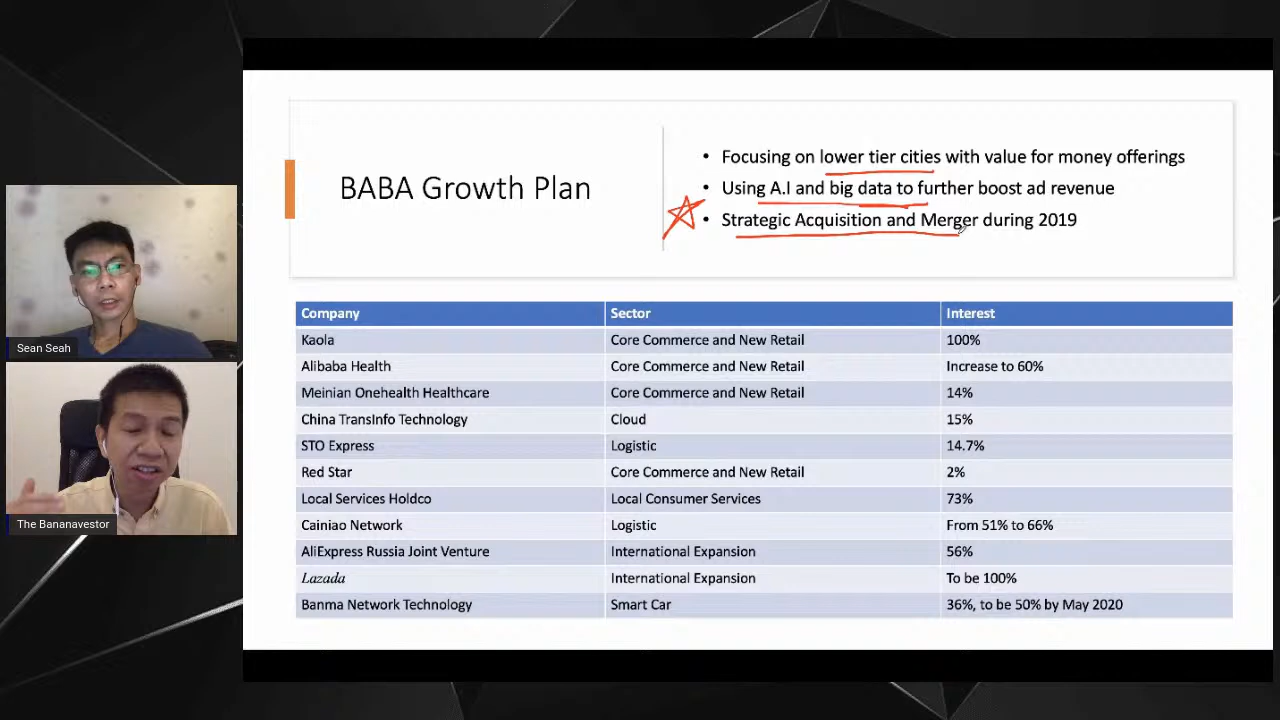 BABA Growth Plan
• Focusing on lower tier cities with value for money offerings
• Using A.I and big data to further boost ad revenue
• Strategic Acquisition and Merger during 2019
Company Sector Interest
Kaola Core Commerce and New Retail 100%
Alibaba Health Core Commerce and New Retail Increase to 60%
Meinian Onehealth Healthcare Core Commerce and New Retail 14%
China TransInfo Technology Cloud 15%
STO Express Logistic 14.7%
Red Star Core Commerce and New Retail 2%
Local Services Holdco Local Consumer Services 73%
Cainiao Network Logistic From 51% to 66%
AliExpress Russia Joint Venture International Expansion 56%
Lazada International Expansion To be 100%
Banma Network Technology Smart Car 36%, to be 50% by May 2020
Sean Seah
The Bananavestor